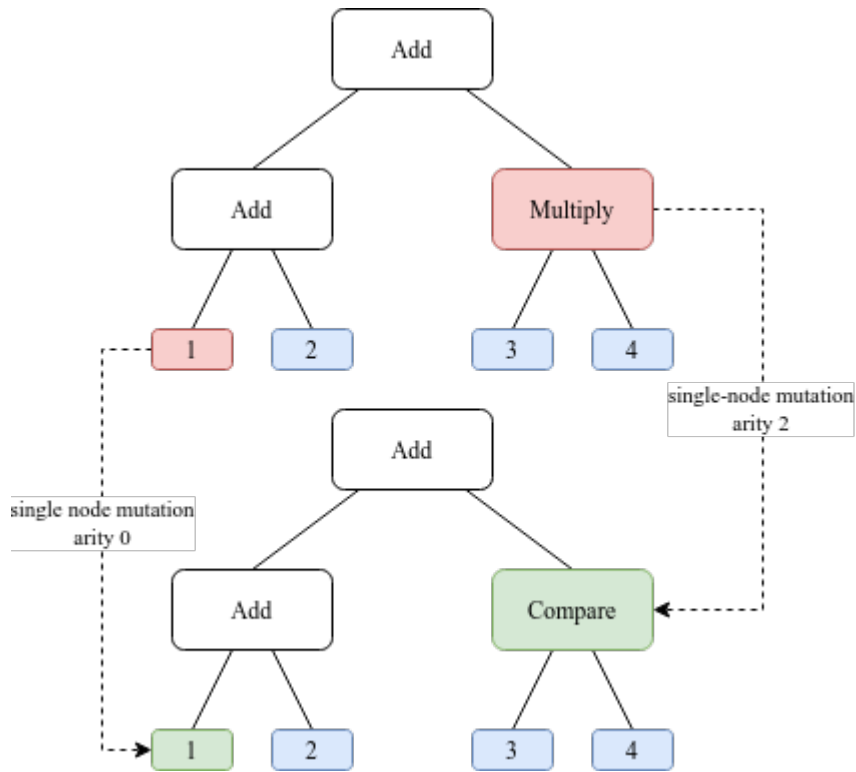 Add
Add
Multiply
1
2
3
4
single-node mutation
arity 2
Add
single node mutation
arity 0
Add
Compare
1
2
3
4